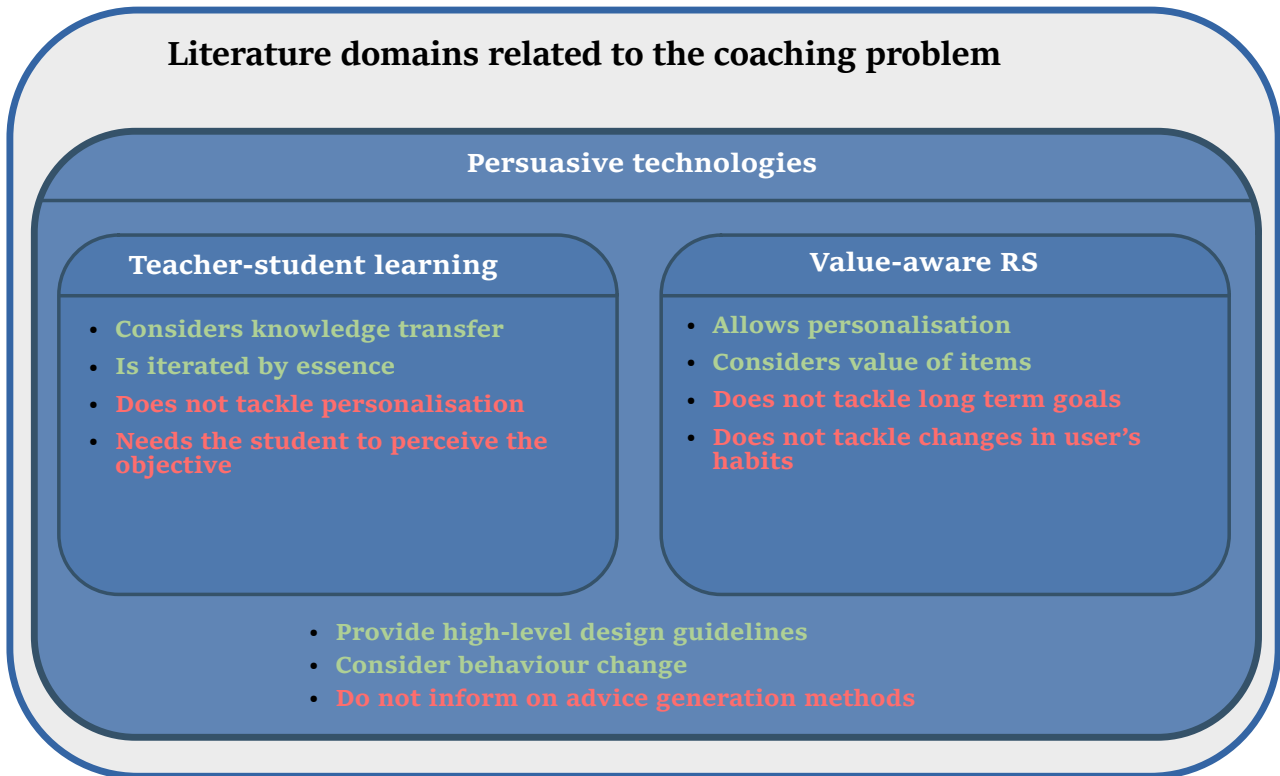 Literature domains related to the coaching problem
Persuasive technologies
Teacher-student learning
• Considers knowledge transfer
• Is iterated by essence
• Does not tackle personalisation
• Needs the student to perceive the
objective
Value-aware RS
• Allows personalisation
• Considers value of items
• Does not tackle long term goals
• Does not tackle changes in user’s
habits
• Provide high-level design guidelines
• Consider behaviour change
• Do not inform on advice generation methods